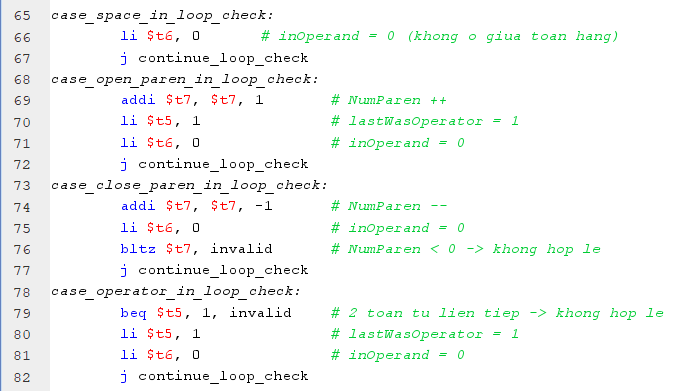 65 case_space_in_loop_check:
66 li $t6, 0 # inOperand = 0 (khong o giua toan hang)
67 j continue_loop_check
68 case_open_paren_in_loop_check:
69 addi $t7, $t7, 1 # NumParen ++
70 li $t5, 1 # lastWasOperator = 1
71 li $t6, 0 # inOperand = 0
72 j continue_loop_check
73 case_close_paren_in_loop_check:
74 addi $t7, $t7, -1 # NumParen --
75 li $t6, 0 # inOperand = 0
76 bltz $t7, invalid # NumParen < 0 -> khong hop le
77 j continue_loop_check
78 case_operator_in_loop_check:
79 beq $t5, 1, invalid # 2 toan tu lien tiep -> khong hop le
80 li $t5, 1 # lastWasOperator = 1
81 li $t6, 0 # inOperand = 0
82 j continue_loop_check